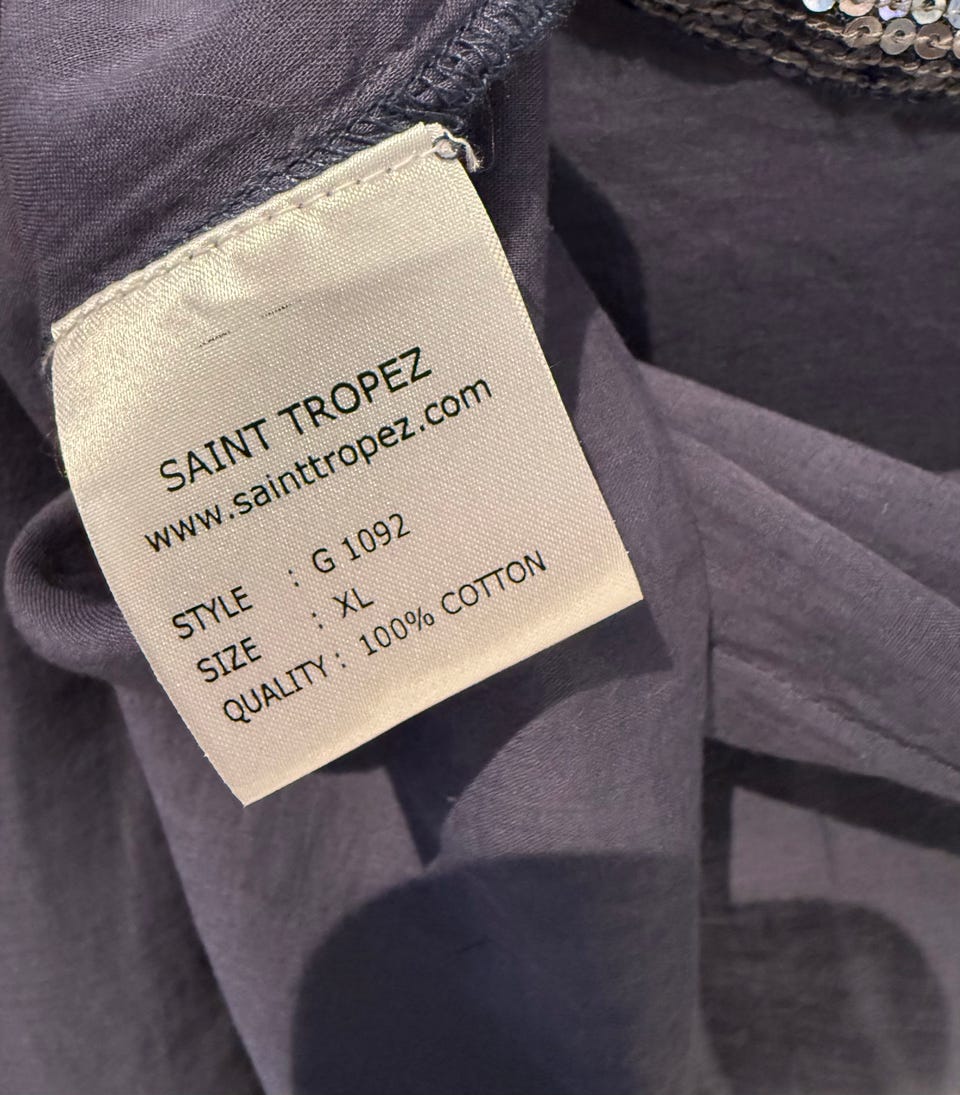 SAINT TROPEZ
www.sainttropez.com
STYLE : G 1092
SIZE : XL
QUALITY : 100% COTTON